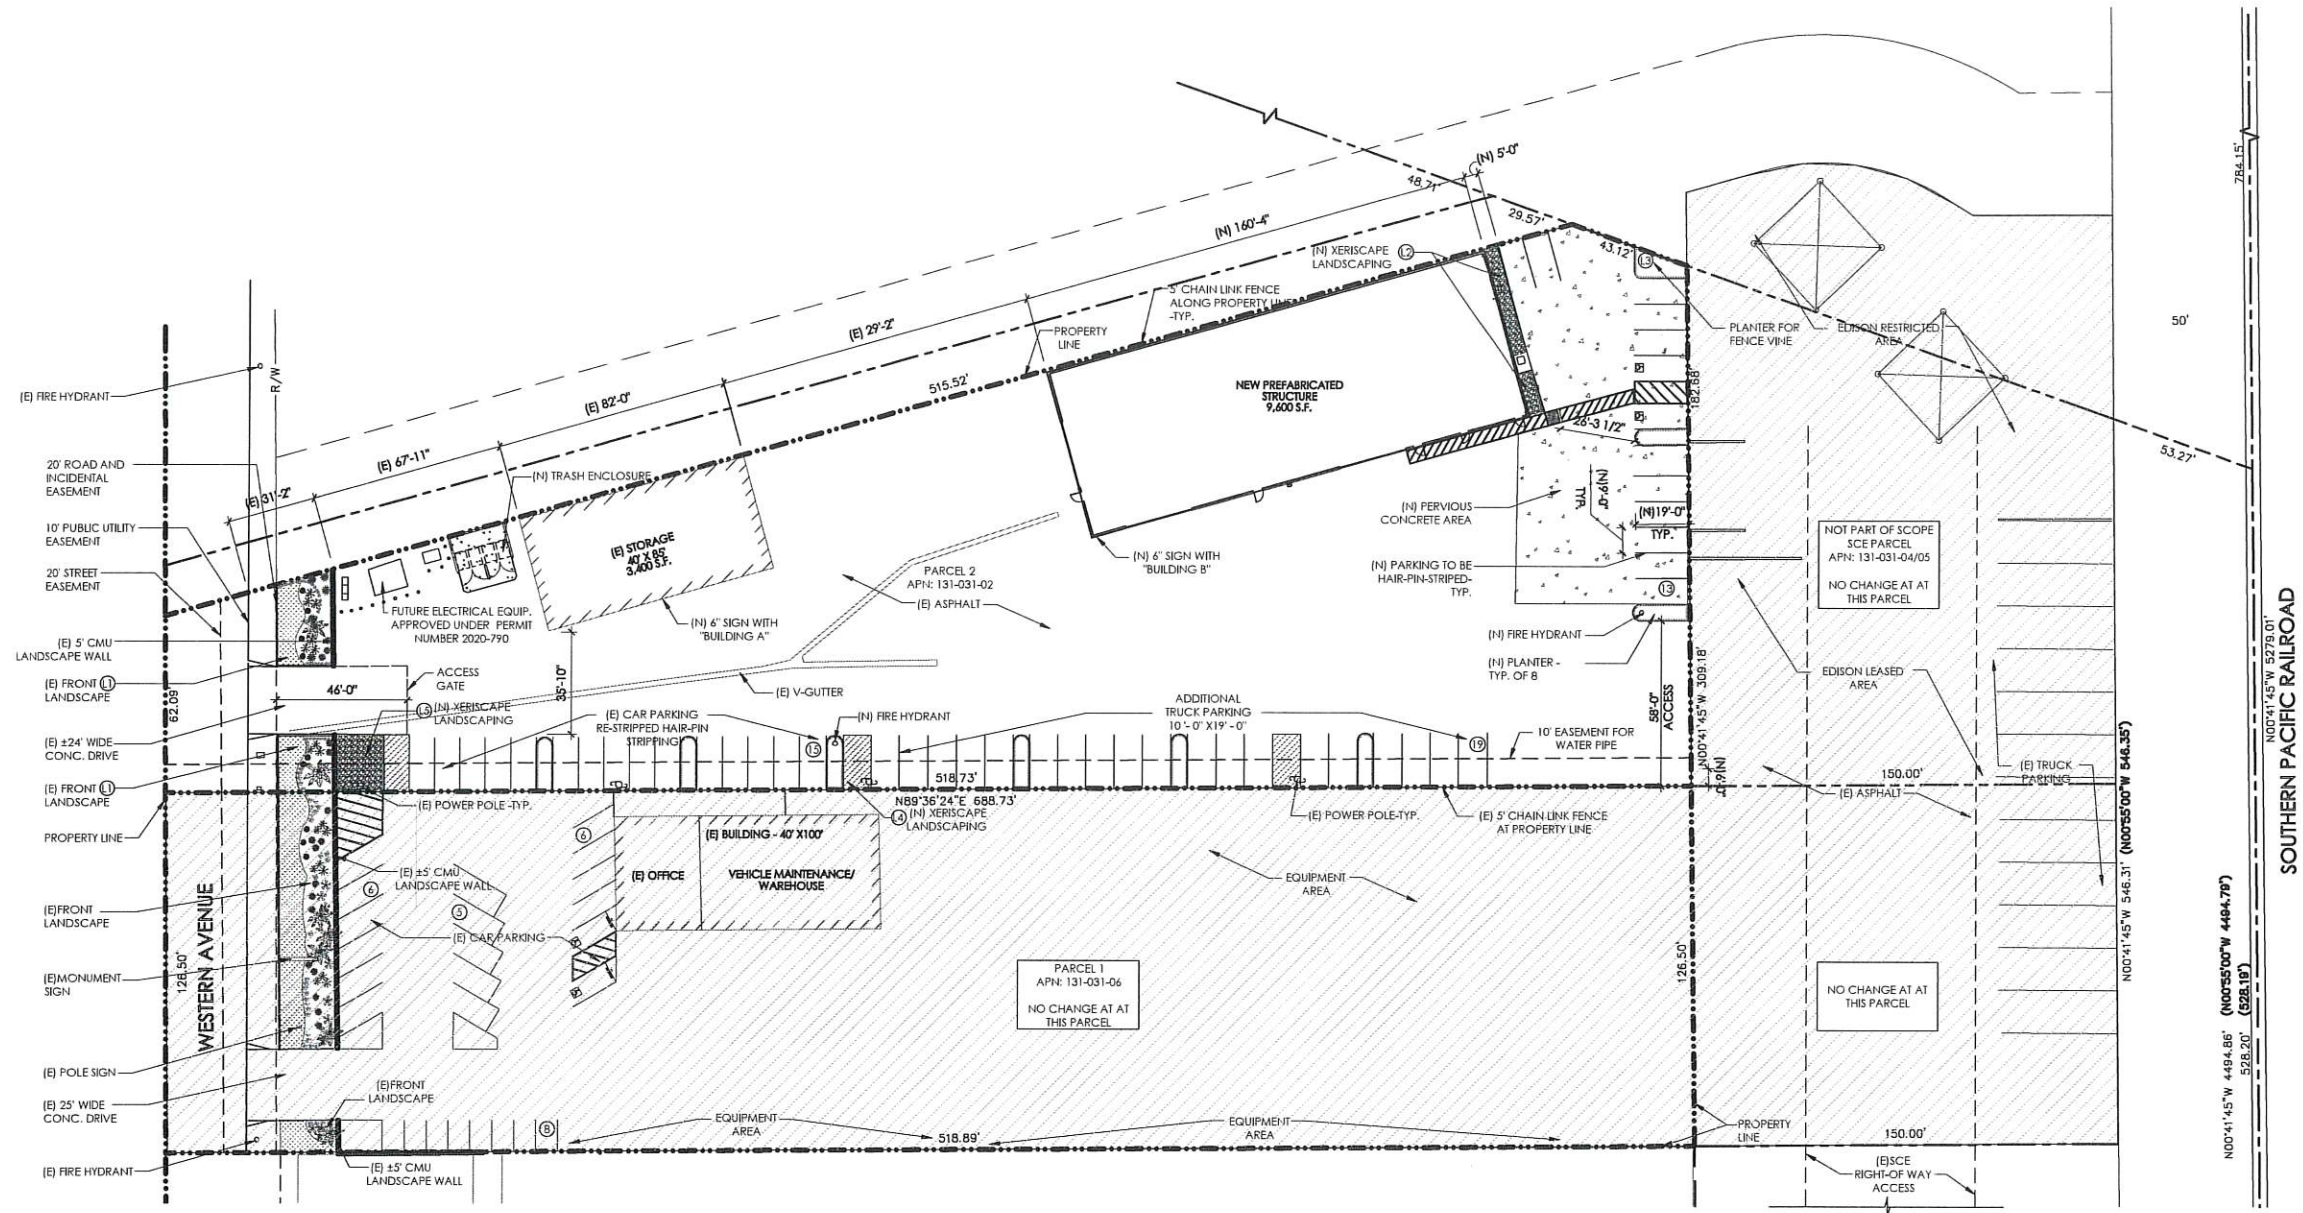 784.15'
(N) 5'-0"
48.71'
29.57'
43.12'
(N) 160'-4"
(N) XERISCAPE
LANDSCAPING
L2
L3
5' CHAIN LINK FENCE
ALONG PROPERTY LINE
-TYP.
PROPERTY
LINE
PLANTER FOR
FENCE VINE
EDISON RESTRICTED
AREA
50'
(E) 29'-2"
515.52'
(E) 82'-0"
(E) 67'-11"
(E) 31'-2"
R/W
(E) FIRE HYDRANT
NEW PREFABRICATED
STRUCTURE
9,600 S.F.
182.68'
26'-3 1/2"
53.27'
20' ROAD AND
INCIDENTAL
EASEMENT
10' PUBLIC UTILITY
EASEMENT
20' STREET
EASEMENT
(N) TRASH ENCLOSURE
(E) STORAGE
40' X 85'
3,400 S.F.
(N) PERVIOUS
CONCRETE AREA
(N)9'-0"
TYP.
(N)19'-0"
TYP.
NOT PART OF SCOPE
SCE PARCEL
APN: 131-031-04/05
NO CHANGE AT AT
THIS PARCEL
(N) 6" SIGN WITH
"BUILDING B"
PARCEL 2
APN: 131-031-02
(E) ASPHALT
(N) PARKING TO BE
HAIR-PIN-STRIPED-
TYP.
13
FUTURE ELECTRICAL EQUIP.
APPROVED UNDER PERMIT
NUMBER 2020-790
(N) 6" SIGN WITH
"BUILDING A"
(N) FIRE HYDRANT
(N) PLANTER -
TYP. OF 8
(E) 5' CMU
LANDSCAPE WALL
(E) FRONT L1
LANDSCAPE
62.09'
46'-0"
ACCESS
GATE
35'-10"
(E) V-GUTTER
EDISON LEASED
AREA
58'-0"
ACCESS
N00°41'45"W 309.18'
L5
(N) XERISCAPE
LANDSCAPING
(E) CAR PARKING
RE-STRIPPED HAIR-PIN
STRIPPING
15
(N) FIRE HYDRANT
ADDITIONAL
TRUCK PARKING
10'- 0" X19' - 0"
19
10' EASEMENT FOR
WATER PIPE
(E) ±24' WIDE
CONC. DRIVE
(E) FRONT L1
LANDSCAPE
518.73'
N89°36'24"E 688.73'
150.00'
(E) TRUCK
PARKING
(E) ASPHALT
PROPERTY LINE
(E) POWER POLE -TYP.
L4
(N) XERISCAPE
LANDSCAPING
(E) POWER POLE-TYP.
(E) 5' CHAIN LINK FENCE
AT PROPERTY LINE
6
(E) BUILDING - 40' X100'
(E) OFFICE
VEHICLE MAINTENANCE/
WAREHOUSE
(E) ±5' CMU
LANDSCAPE WALL
6
5
EQUIPMENT
AREA
(E)FRONT
LANDSCAPE
WESTERN AVENUE
126.50'
(E) CAR PARKING
126.50'
(E)MONUMENT
SIGN
PARCEL 1
APN: 131-031-06
NO CHANGE AT AT
THIS PARCEL
NO CHANGE AT AT
THIS PARCEL
N00°41'45"W 546.31' (N00°55'00"W 546.35')
N00°41'45"W 5279.01'
SOUTHERN PACIFIC RAILROAD
N00°41'45"W 4494.86' (N00°55'00"W 4494.79')
528.20' (528.19')
(E) POLE SIGN
(E) 25' WIDE
CONC. DRIVE
(E)FRONT
LANDSCAPE
EQUIPMENT
AREA
518.89'
EQUIPMENT
AREA
PROPERTY
LINE
150.00'
(E) FIRE HYDRANT
(E) ±5' CMU
LANDSCAPE WALL
(E)SCE
RIGHT-OF WAY
ACCESS